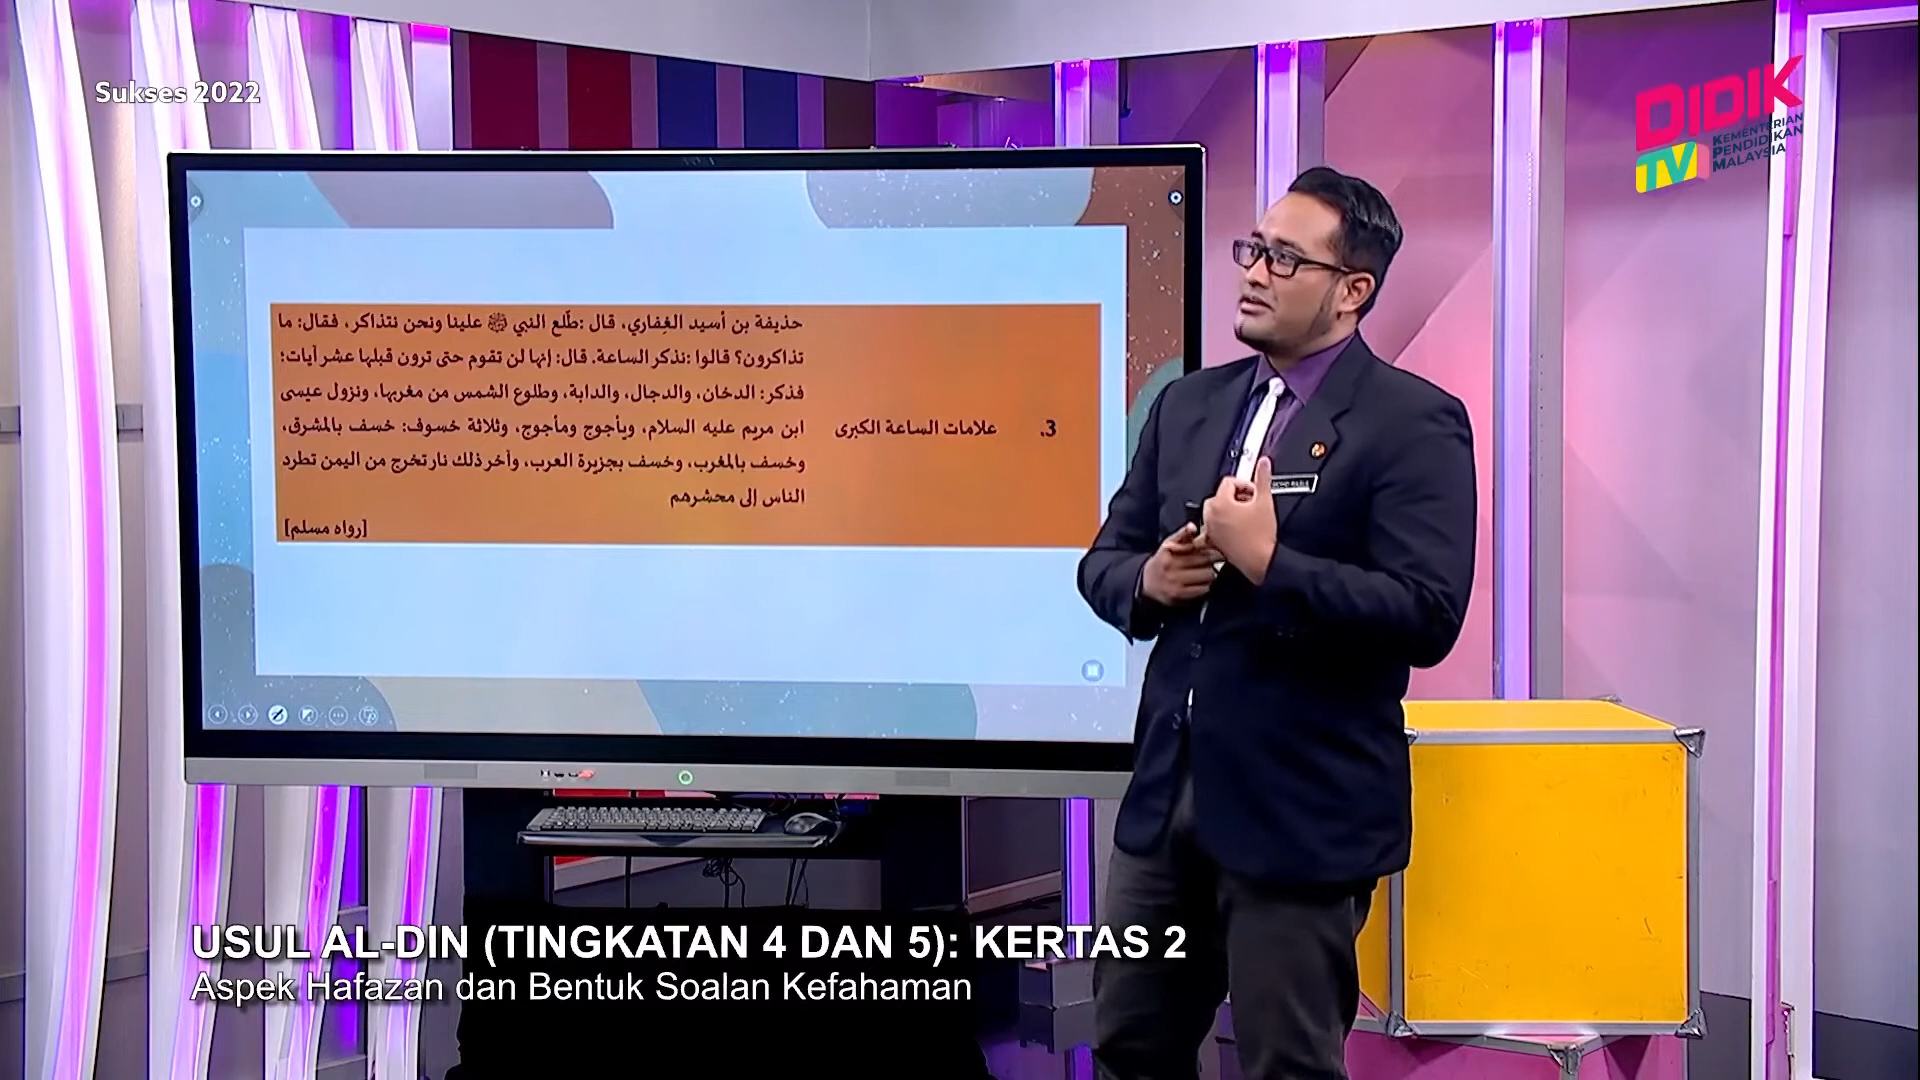 Sukses 2022
DIDIK
TV
KEMENTERIAN
PENDIDIKAN
MALAYSIA
حذيفة بن أسيد الغِفاري، قال :طّلع النبي ﷺ علينا ونحن نتذاكر، فقال: ما
تذاكرون؟ قالوا :نذكر الساعة. قال: إنها لن تقوم حتى ترون قبلها عشر آيات؛
فذكر: الدخان، والدجال، والدابة، وطلوع الشمس من مغربها، ونزول عيسى
ابن مريم عليه السلام، ويأجوج ومأجوج، وثلاثة خسوف: خسف بالمشرق،
وخسف بالمغرب، وخسف بجزيرة العرب، وآخر ذلك نار تخرج من اليمن تطرد
الناس إلى محشرهم
[رواه مسلم]
3. علامات الساعة الكبرى
USUL AL-DIN (TINGKATAN 4 DAN 5): KERTAS 2
Aspek Hafazan dan Bentuk Soalan Kefahaman